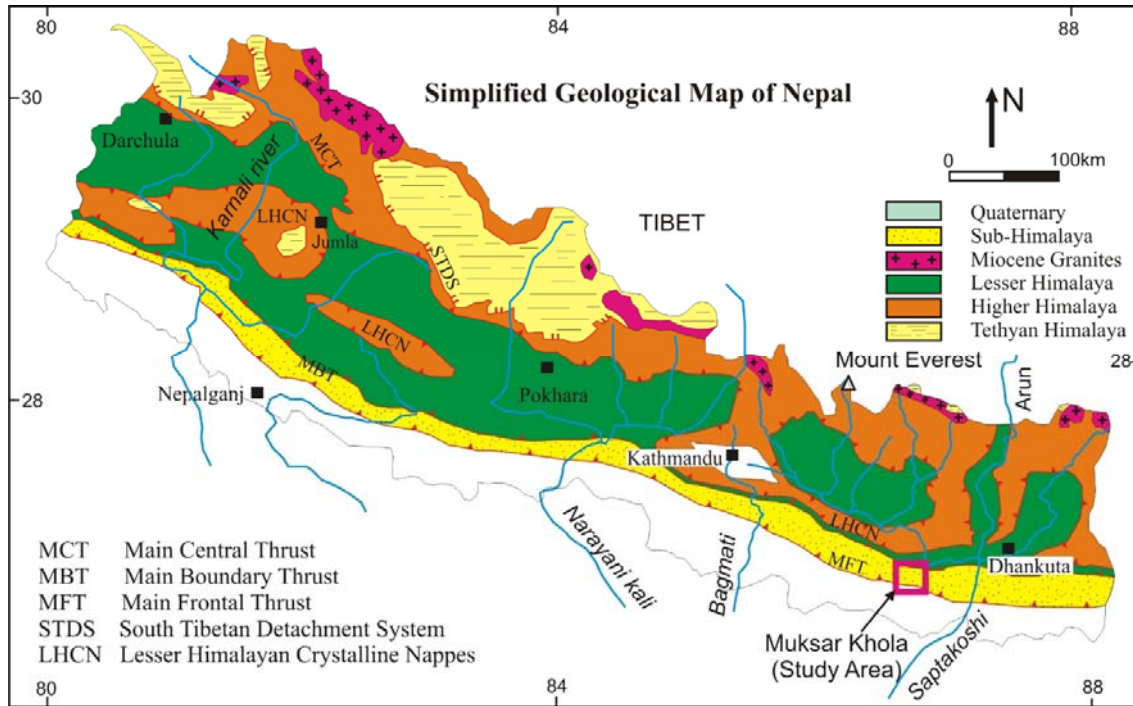 80
84
88
Simplified Geological Map of Nepal
N
30
0
100km
Darchula
MCT
Karnali river
LHCN
Jumla
TIBET
Quaternary
Sub-Himalaya
Miocene Granites
Lesser Himalaya
Higher Himalaya
Tethyan Himalaya
STDS
LHCN
MBT
Mount Everest
28
Arun
Nepalganj
28
Pokhara
Kathmandu
LHCN
MFT
Dhankuta
Narayani kali
Bagmati
Muksar Khola
(Study Area)
Saptakoshi
MCT Main Central Thrust
MBT Main Boundary Thrust
MFT Main Frontal Thrust
STDS South Tibetan Detachment System
LHCN Lesser Himalayan Crystalline Nappes
80
84
88